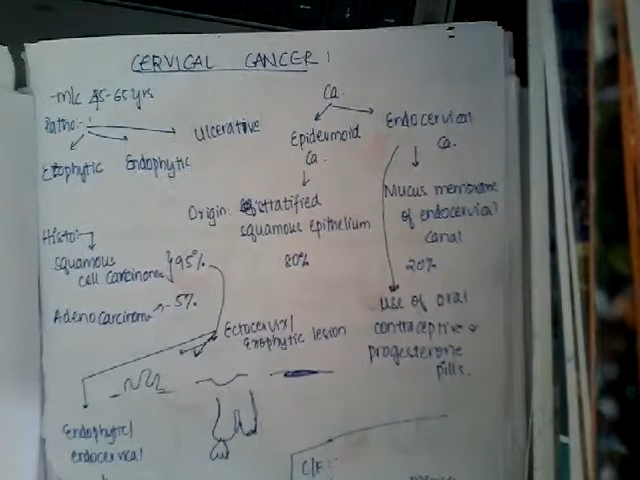 CERVICAL CANCER :
-m/c 45-65 yrs
Patho:-
Exophytic
Endophytic
Ulcerative
Ca.
Epidermoid
Ca.
Endocervical
Ca.
Origin: stratified
squamous epithelium
80%
Mucus membrane
of endocervical
canal
20%
Use of oral
contraceptive
progesterone
pills.
Histo:-
squamous
cell carcinoma } 95%
Adenocarcinoma → 5%
Ectocervix/
Exophytic lesion
Endophytic/
endocervical
C/F: